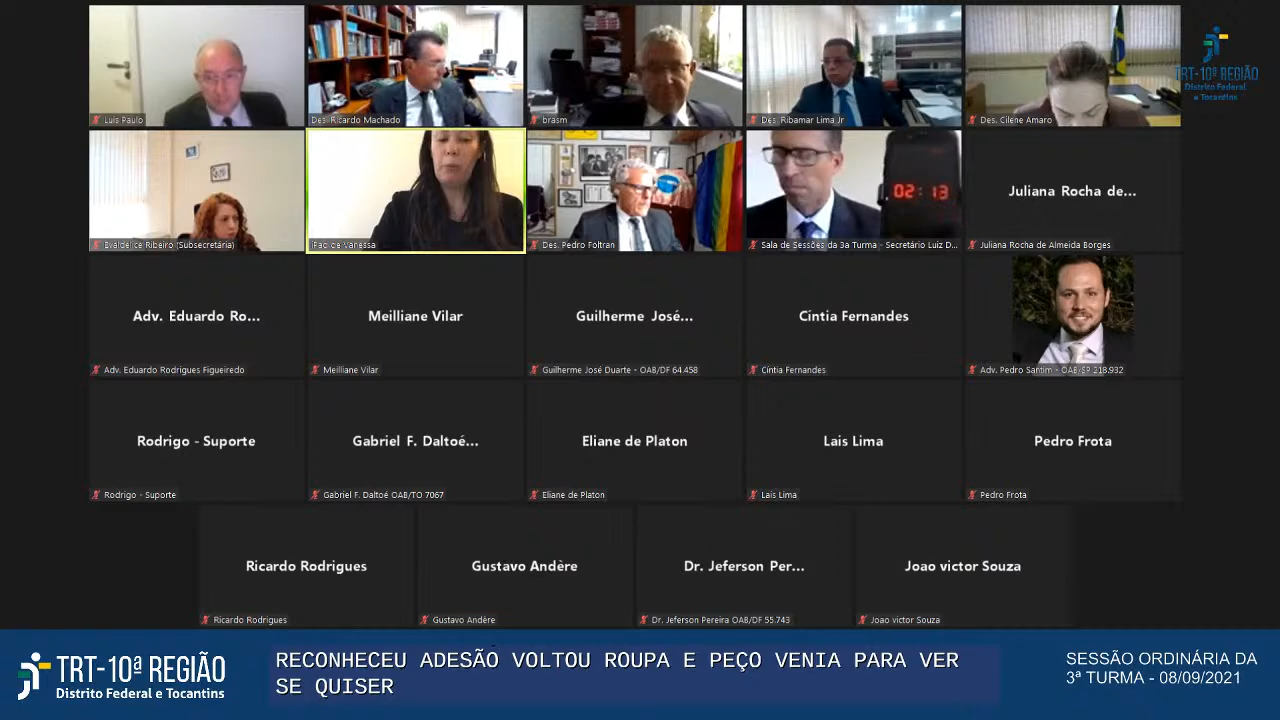 TRT-10ª REGIÃO
Distrito Federal
e Tocantins
Luis Paulo
Des. Ricardo Machado
brasm
Des. Ribamar Lima Jr
Des. Cilene Amaro
02:13
Juliana Rocha de...
Evaldelce Ribeiro (Subsecretária)
iPad de Vanessa
Des. Pedro Foltran
Sala de Sessões da 3a Turma - Secretário Luiz D...
Juliana Rocha de Almeida Borges
Adv. Eduardo Ro...
Meilliane Vilar
Guilherme José...
Cíntia Fernandes
Adv. Eduardo Rodrigues Figueiredo
Meilliane Vilar
Guilherme José Duarte - OAB/DF 64.458
Cíntia Fernandes
Adv. Pedro Santim - OAB/SP 218.932
Rodrigo - Suporte
Gabriel F. Daltoé...
Eliane de Platon
Lais Lima
Pedro Frota
Rodrigo - Suporte
Gabriel F. Daltoé OAB/TO 7067
Eliane de Platon
Lais Lima
Pedro Frota
Ricardo Rodrigues
Gustavo Andère
Dr. Jeferson Per...
Joao victor Souza
Ricardo Rodrigues
Gustavo Andère
Dr. Jeferson Pereira OAB/DF 55.743
Joao victor Souza
TRT-10ª REGIÃO
Distrito Federal e Tocantins
RECONHECEU ADESÃO VOLTOU ROUPA E PEÇO VENIA PARA VER
SE QUISER
SESSÃO ORDINÁRIA DA
3ª TURMA - 08/09/2021